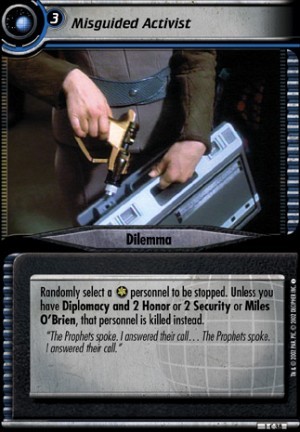 3
Misguided Activist
Dilemma
Randomly select a personnel to be stopped. Unless you
have Diplomacy and 2 Honor or 2 Security or Miles
O'Brien, that personnel is killed instead.
"The Prophets spoke. I answered their call... The Prophets spoke.
I answered their call."